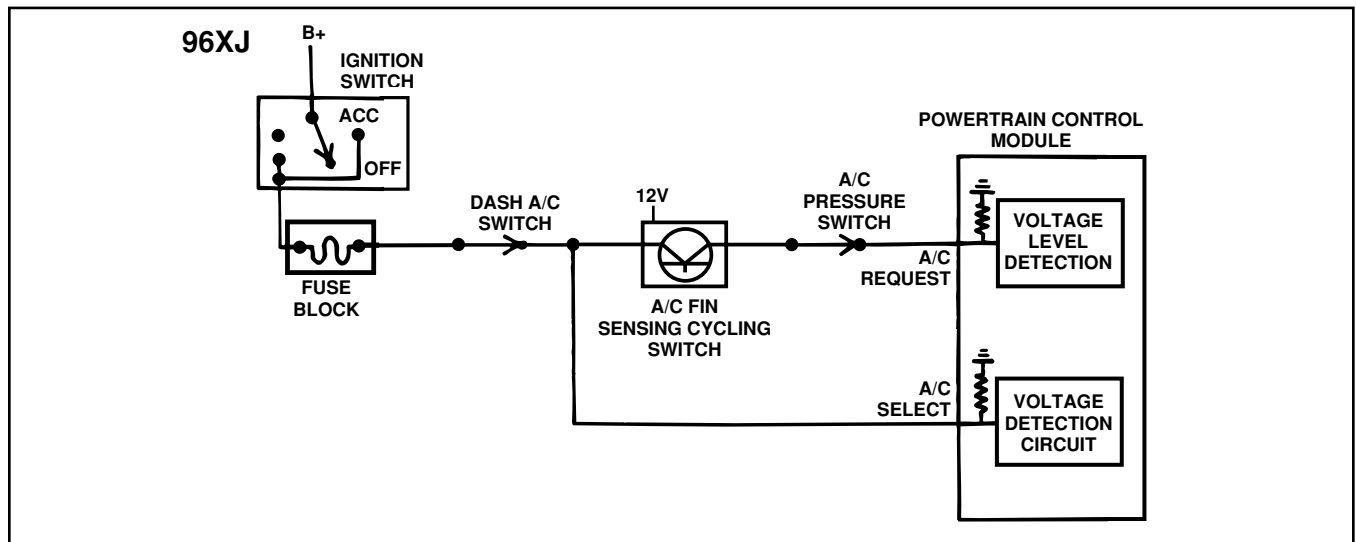 96XJ
B+
IGNITION
SWITCH
ACC
OFF
FUSE
BLOCK
DASH A/C
SWITCH
12V
A/C FIN
SENSING CYCLING
SWITCH
A/C
PRESSURE
SWITCH
A/C
REQUEST
A/C
SELECT
POWERTRAIN CONTROL
MODULE
VOLTAGE
LEVEL
DETECTION
VOLTAGE
DETECTION
CIRCUIT